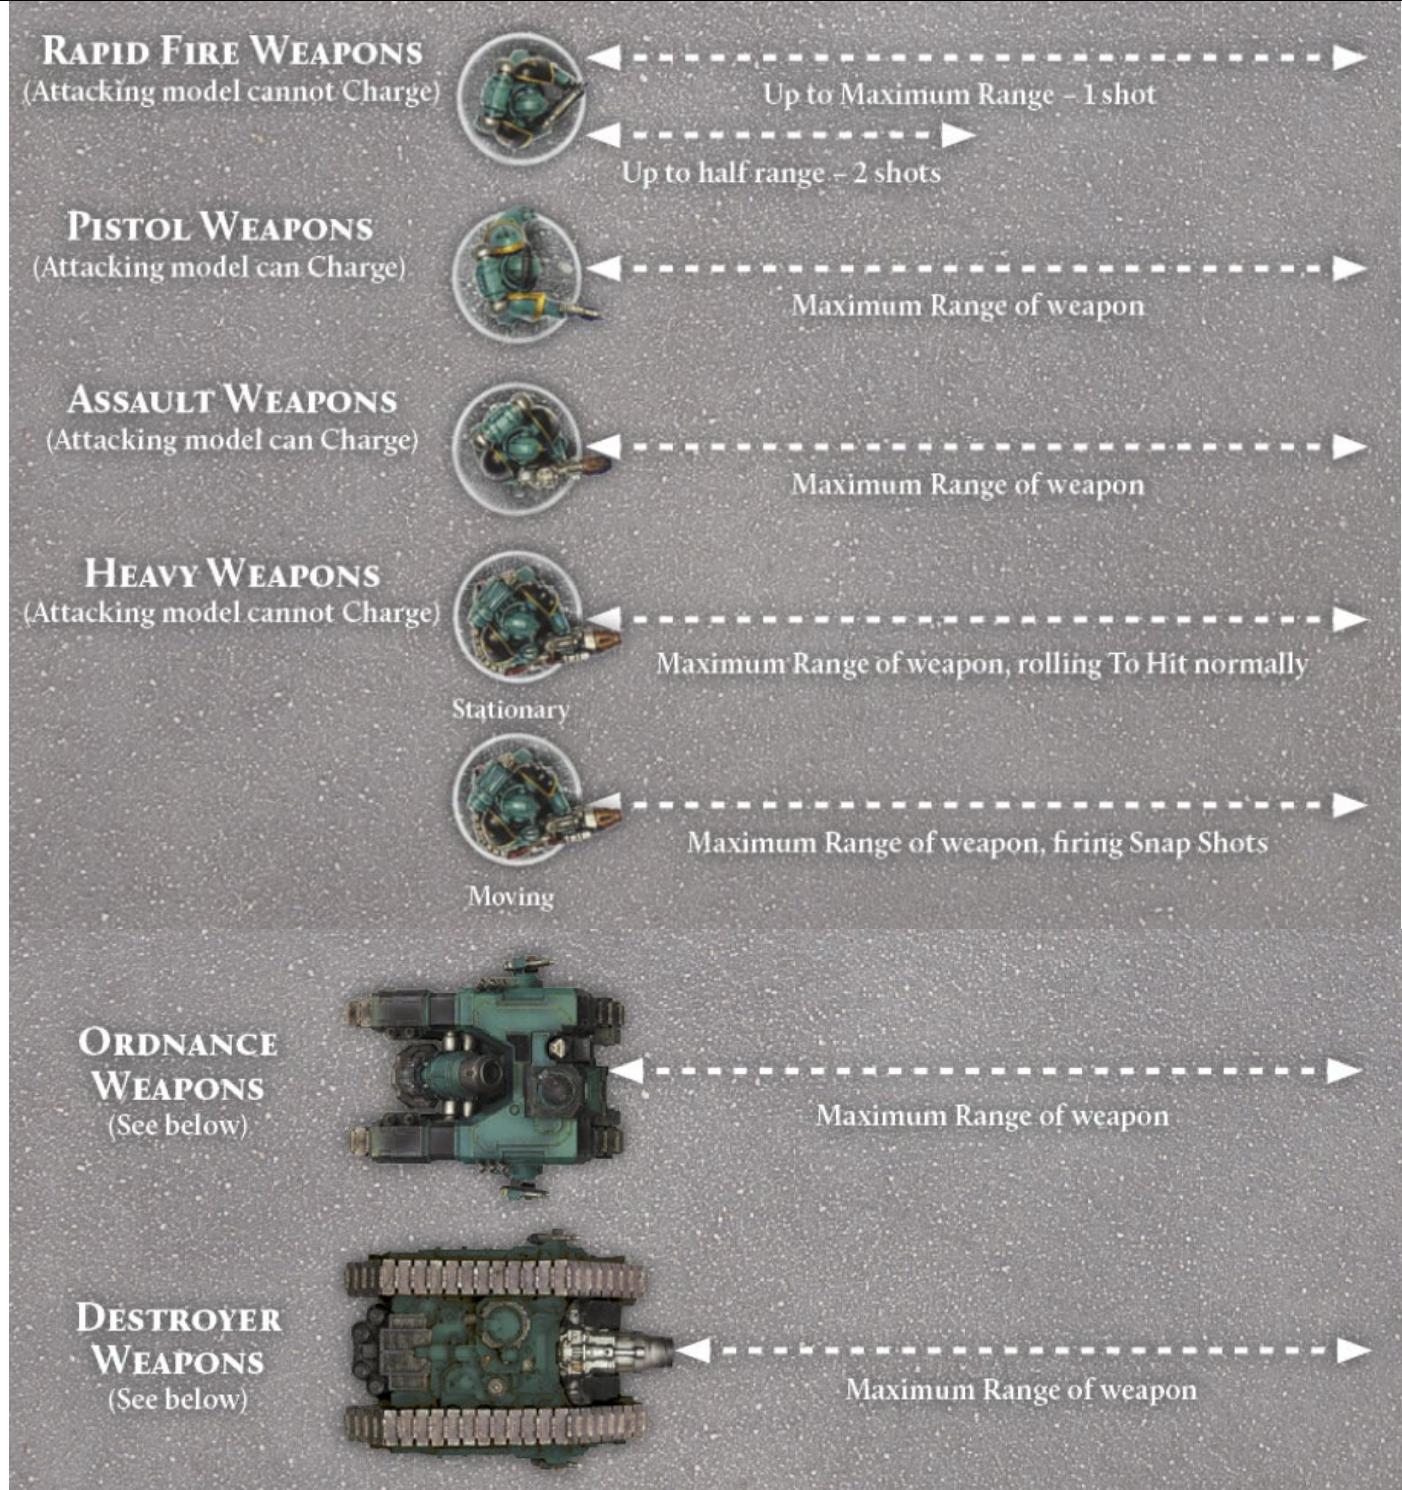 RAPID FIRE WEAPONS
(Attacking model cannot Charge)
Up to Maximum Range – 1 shot
Up to half range – 2 shots
PISTOL WEAPONS
(Attacking model can Charge)
Maximum Range of weapon
ASSAULT WEAPONS
(Attacking model can Charge)
Maximum Range of weapon
HEAVY WEAPONS
(Attacking model cannot Charge)
Maximum Range of weapon, rolling To Hit normally
Stationary
Maximum Range of weapon, firing Snap Shots
Moving
ORDNANCE
WEAPONS
(See below)
Maximum Range of weapon
DESTROYER
WEAPONS
(See below)
Maximum Range of weapon